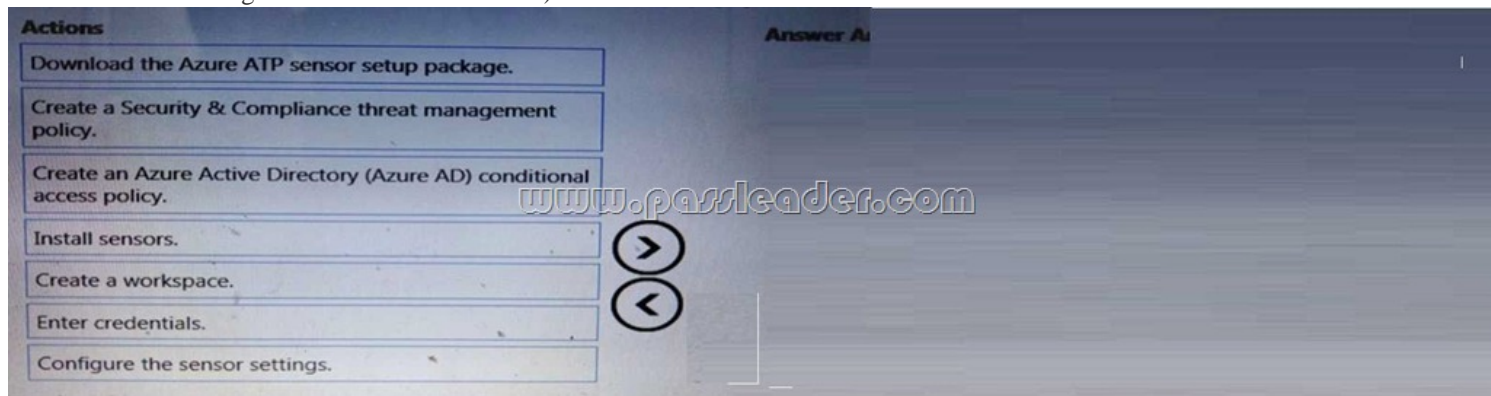 Actions
Download the Azure ATP sensor setup package.
Create a Security & Compliance threat management
policy.
Create an Azure Active Directory (Azure AD) conditional
access policy.
Install sensors.
Create a workspace.
Enter credentials.
Configure the sensor settings.
Answer
www.passleader.com